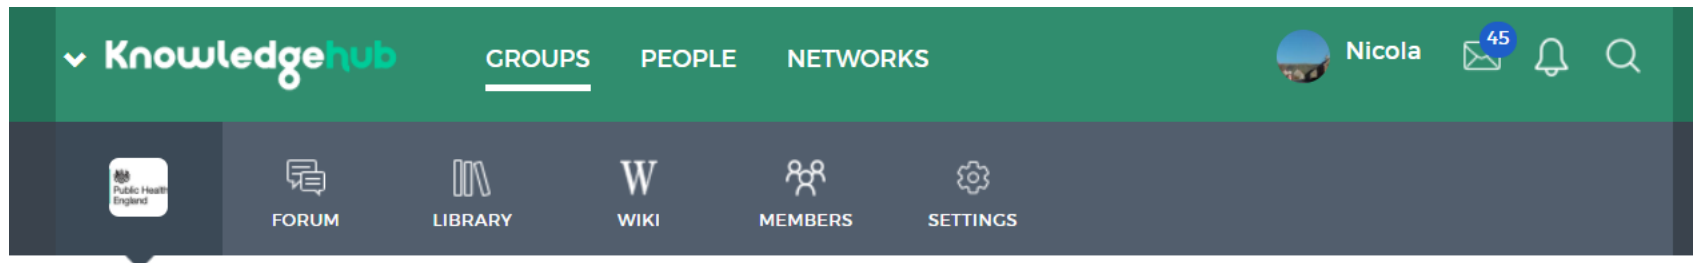 Knowledgehub GROUPS PEOPLE NETWORKS Nicola 45
Public Health
England
FORUM LIBRARY WIKI MEMBERS SETTINGS
W